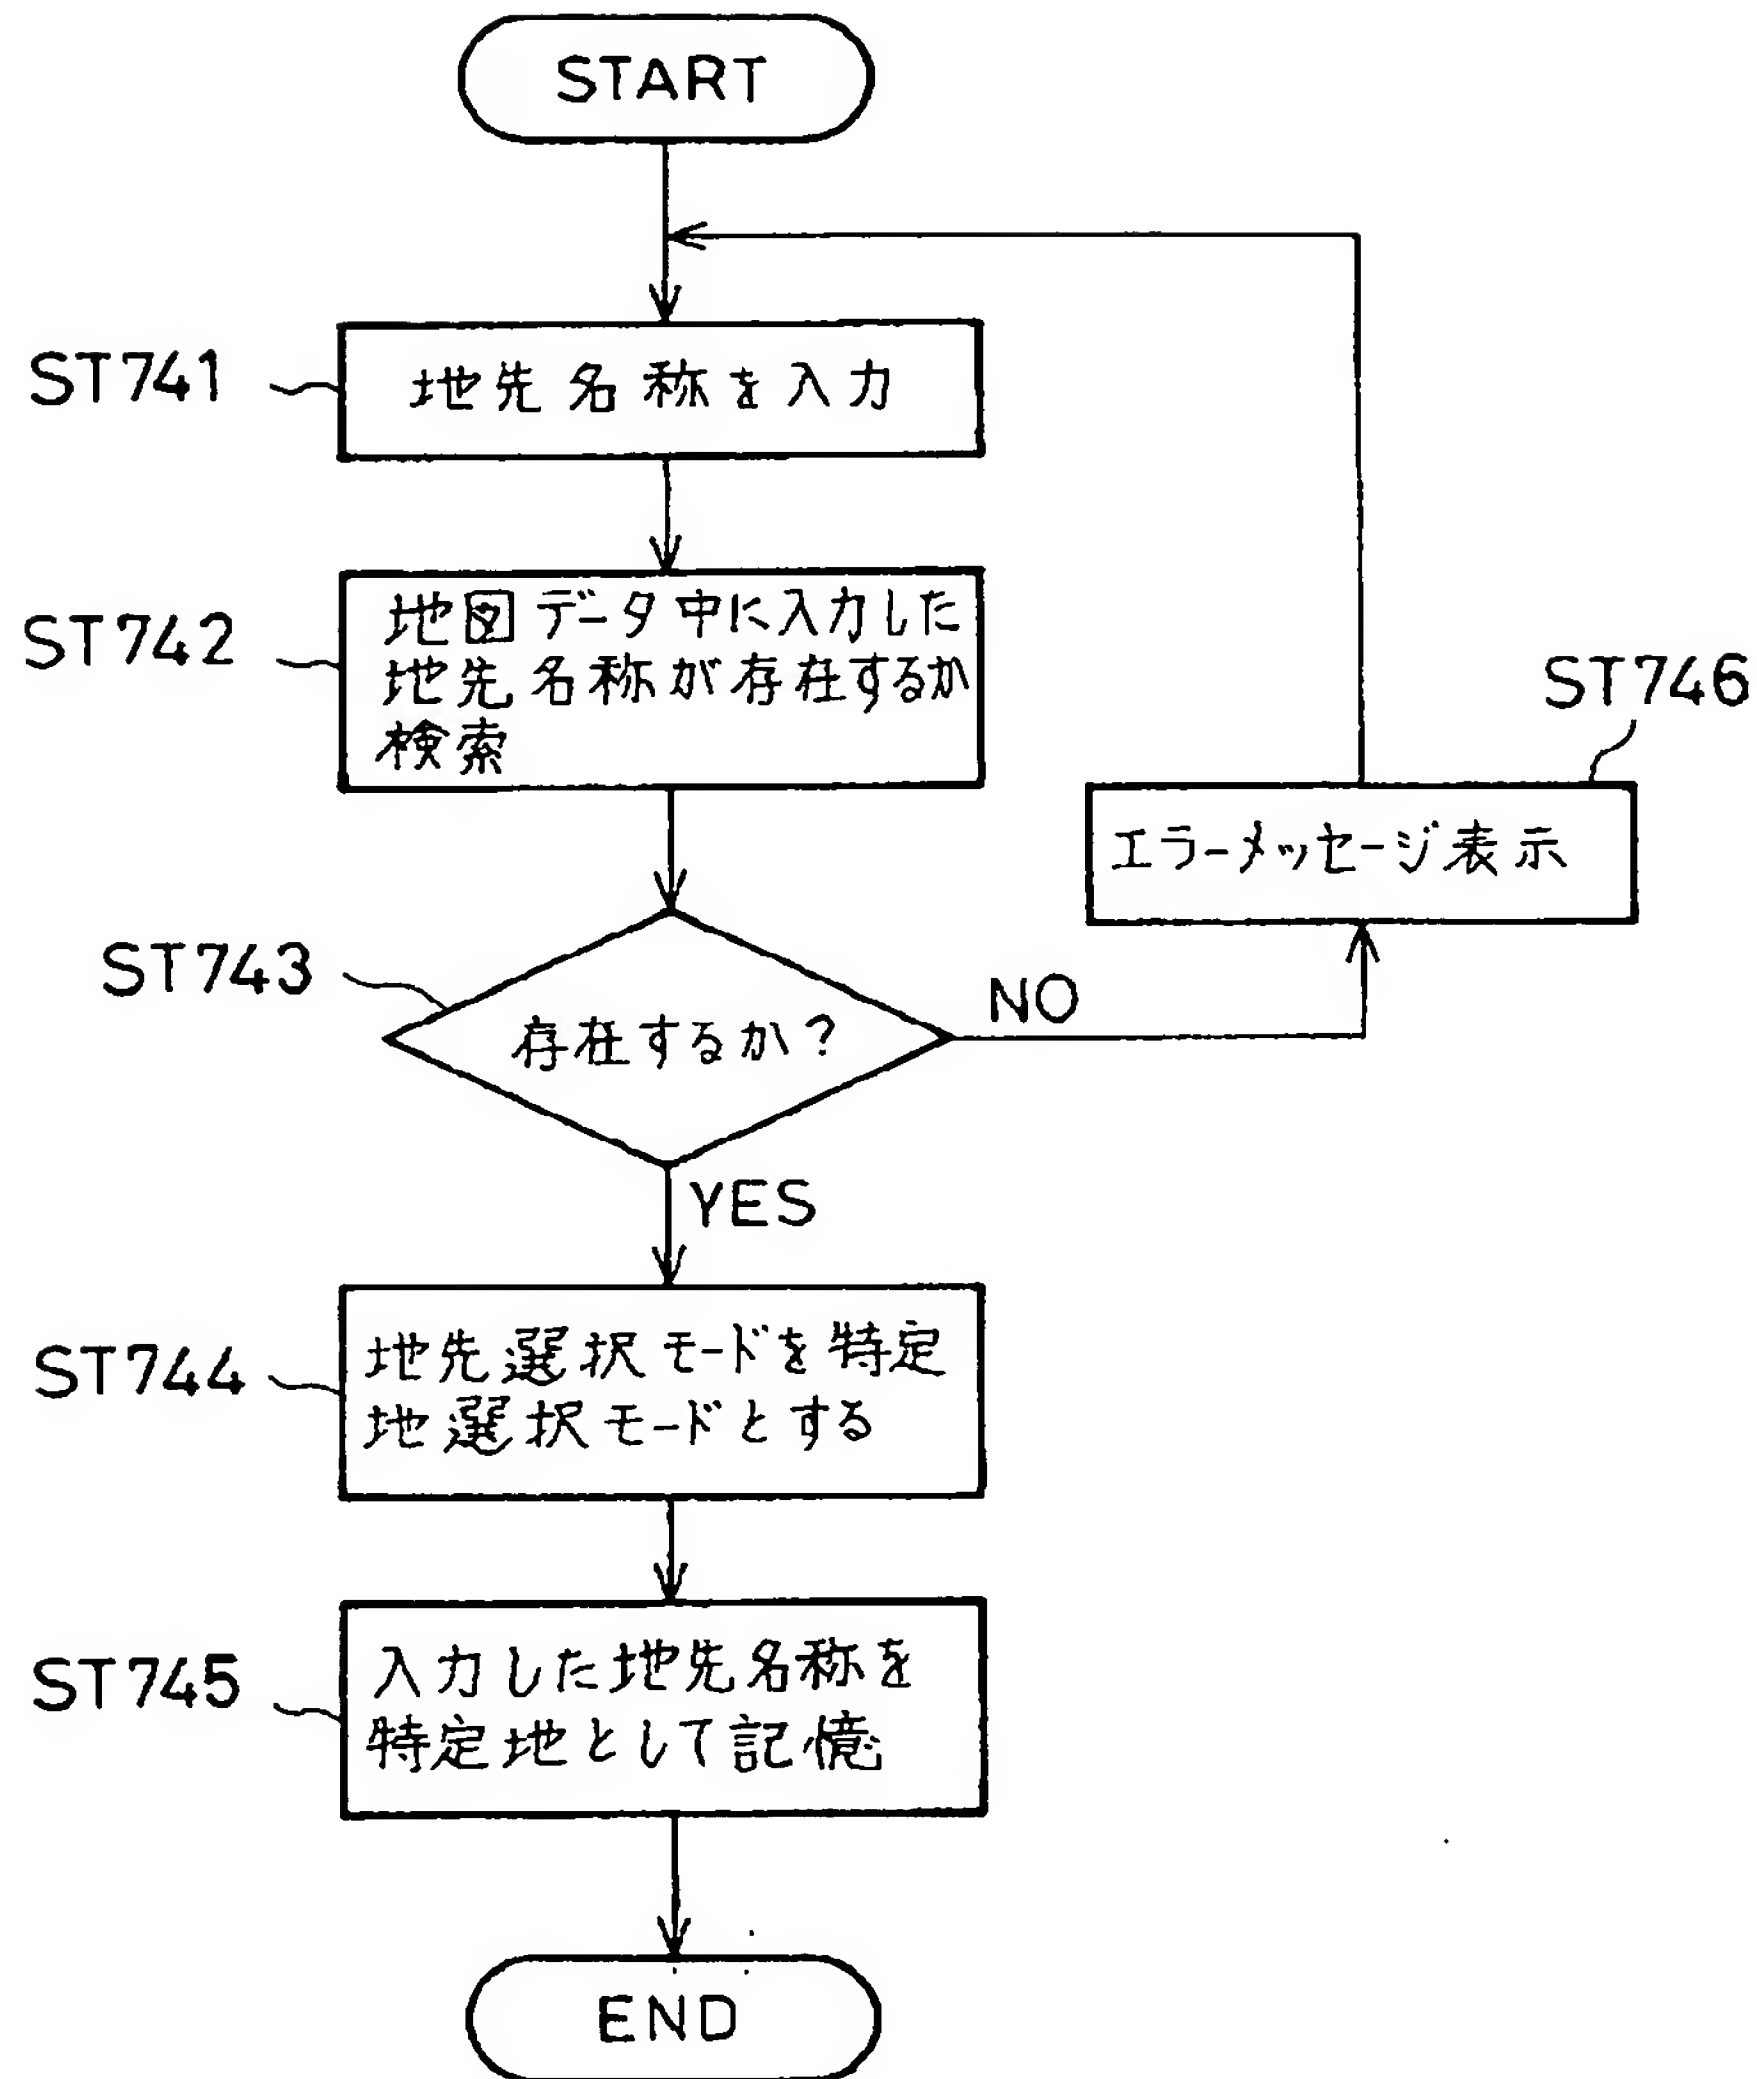 START
ST741
地先名称を入力
ST742
地図データ中に入力した
地先名称が存在するか
検索
ST746
エラーメッセージ表示
ST743
存在するか?
NO
YES
ST744
地先選択モードを特定
地選択モードとする
ST745
入力した地先名称を
特定地として記憶
END